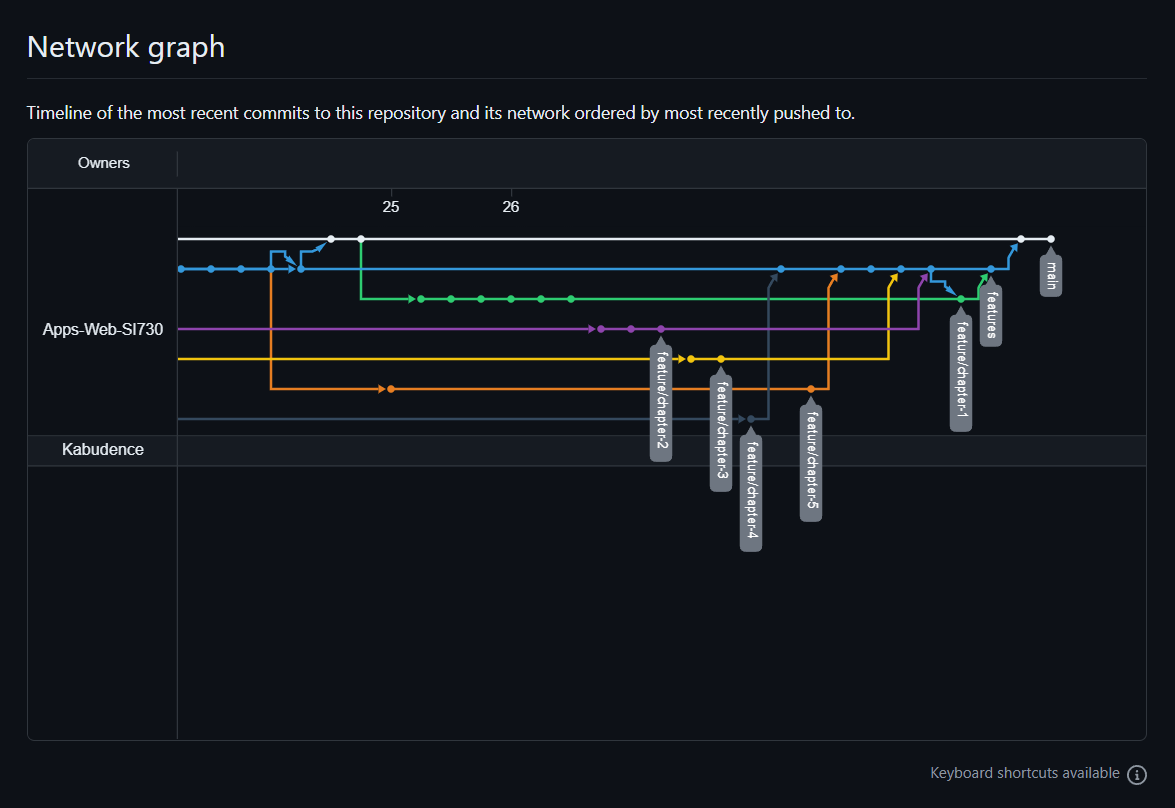 Network graph
Timeline of the most recent commits to this repository and its network ordered by most recently pushed to.
Owners
25
26
main
features
Apps-Web-SI730
feature/chapter-1
feature/chapter-2
feature/chapter-3
feature/chapter-5
Kabudence
feature/chapter-4
Keyboard shortcuts available